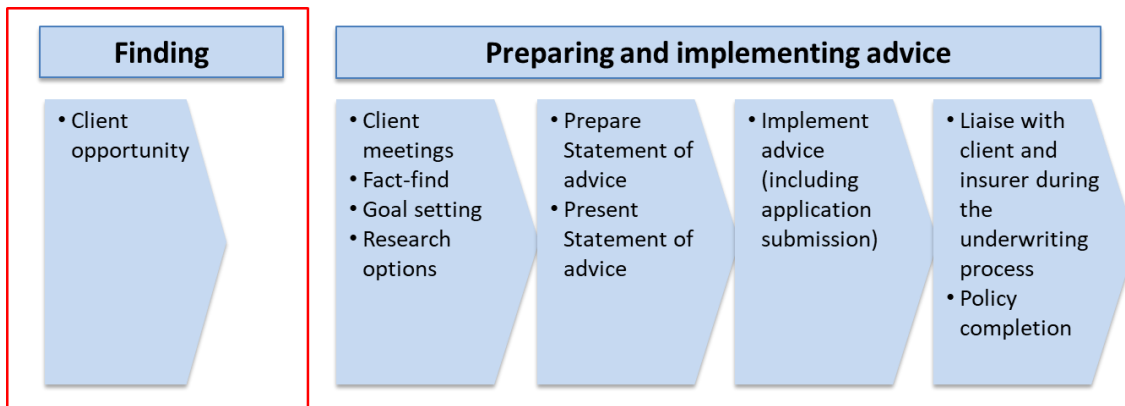 Finding
Preparing and implementing advice
• Client
opportunity
• Client
meetings
• Fact-find
• Goal setting
• Research
options
• Prepare
Statement of
advice
• Present
Statement of
advice
• Implement
advice
(including
application
submission)
• Liaise with
client and
insurer during
the
underwriting
process
• Policy
completion